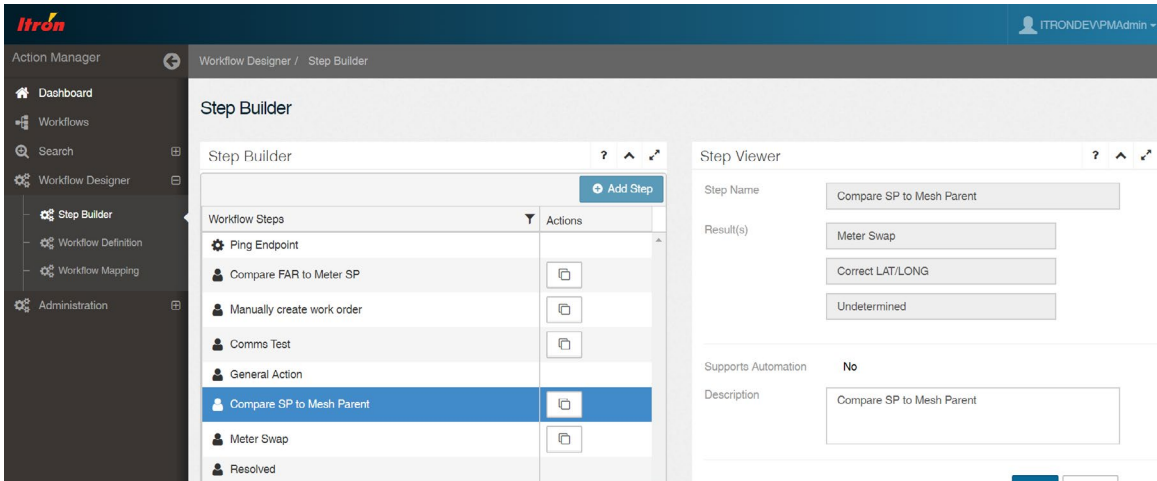 Itron
ITRONDEV\PMAdmin
Action Manager
Workflow Designer / Step Builder
Dashboard
Workflows
Search
Workflow Designer
Step Builder
Workflow Definition
Workflow Mapping
Administration
Step Builder
Step Builder ?
Add Step
Workflow Steps Actions
Ping Endpoint
Compare FAR to Meter SP
Manually create work order
Comms Test
General Action
Compare SP to Mesh Parent
Meter Swap
Resolved
Step Viewer ?
Step Name Compare SP to Mesh Parent
Result(s) Meter Swap
Correct LAT/LONG
Undetermined
Supports Automation No
Description Compare SP to Mesh Parent